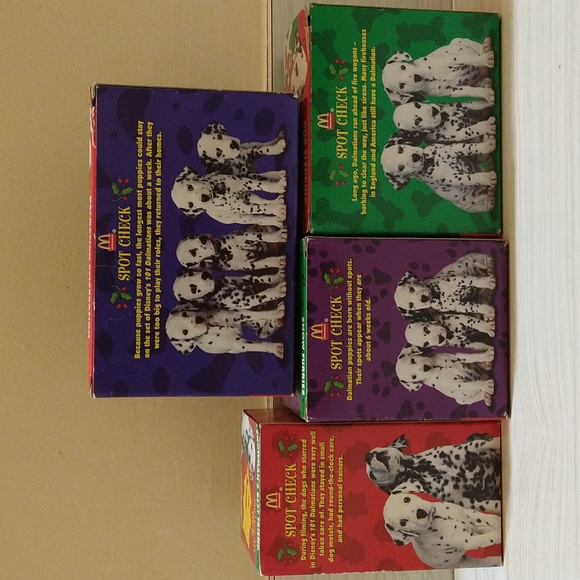 SPOT CHECK
Because puppies grow so fast, the longest most puppies could stay
on the set of Disney's 101 Dalmatians was about a week. After they
were too big to play their roles, they returned to their homes.
SPOT CHECK
Long ago, Dalmatians ran ahead of fire wagons –
barking to clear the way, just like sirens. Many firehouses
in England and America still have a Dalmatian.
SPOT CHECK
Dalmatian puppies are born without spots.
Their spots appear when they are
about 6 weeks old.
SPOT CHECK
During filming, the dogs who starred
in Disney's 101 Dalmatians were very well
taken care of. They stayed in small
dog motels, had round-the-clock care,
and had personal trainers.